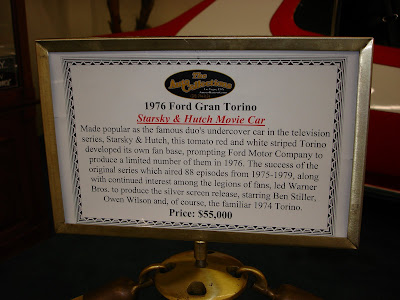 The
Auto Collections
1976 Ford Gran Torino
Starsky & Hutch Movie Car
Made popular as the famous duo's undercover car in the television
series, Starsky & Hutch, this tomato red and white striped Torino
developed its own fan base, prompting Ford Motor Company to
produce a limited number of them in 1976. The success of the
original series which aired 88 episodes from 1975-1979, along
with continued interest among the legions of fans, led Warner
Bros. to produce the silver screen release, starring Ben Stiller,
Owen Wilson and, of course, the familiar 1974 Torino.
Price: $55,000